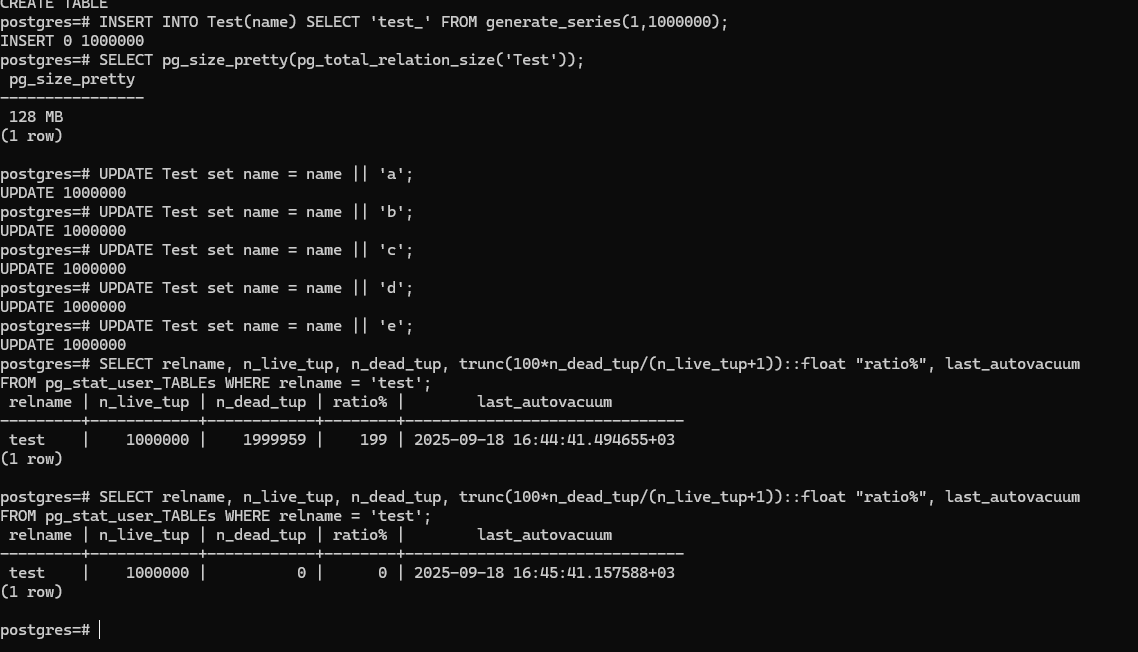 CREATE TABLE
postgres=# INSERT INTO Test(name) SELECT 'test_' FROM generate_series(1,1000000);
INSERT 0 1000000
postgres=# SELECT pg_size_pretty(pg_total_relation_size('Test'));
 pg_size_pretty
----------------
 128 MB
(1 row)

postgres=# UPDATE Test set name = name || 'a';
UPDATE 1000000
postgres=# UPDATE Test set name = name || 'b';
UPDATE 1000000
postgres=# UPDATE Test set name = name || 'c';
UPDATE 1000000
postgres=# UPDATE Test set name = name || 'd';
UPDATE 1000000
postgres=# UPDATE Test set name = name || 'e';
UPDATE 1000000
postgres=# SELECT relname, n_live_tup, n_dead_tup, trunc(100*n_dead_tup/(n_live_tup+1))::float "ratio%", last_autovacuum
FROM pg_stat_user_TABLEs WHERE relname = 'test';
 relname | n_live_tup | n_dead_tup | ratio% |        last_autovacuum
---------+------------+------------+--------+-------------------------------
 test    |    1000000 |    1999959 |    199 | 2025-09-18 16:44:41.494655+03
(1 row)

postgres=# SELECT relname, n_live_tup, n_dead_tup, trunc(100*n_dead_tup/(n_live_tup+1))::float "ratio%", last_autovacuum
FROM pg_stat_user_TABLEs WHERE relname = 'test';
 relname | n_live_tup | n_dead_tup | ratio% |        last_autovacuum
---------+------------+------------+--------+-------------------------------
 test    |    1000000 |          0 |      0 | 2025-09-18 16:45:41.157588+03
(1 row)

postgres=#